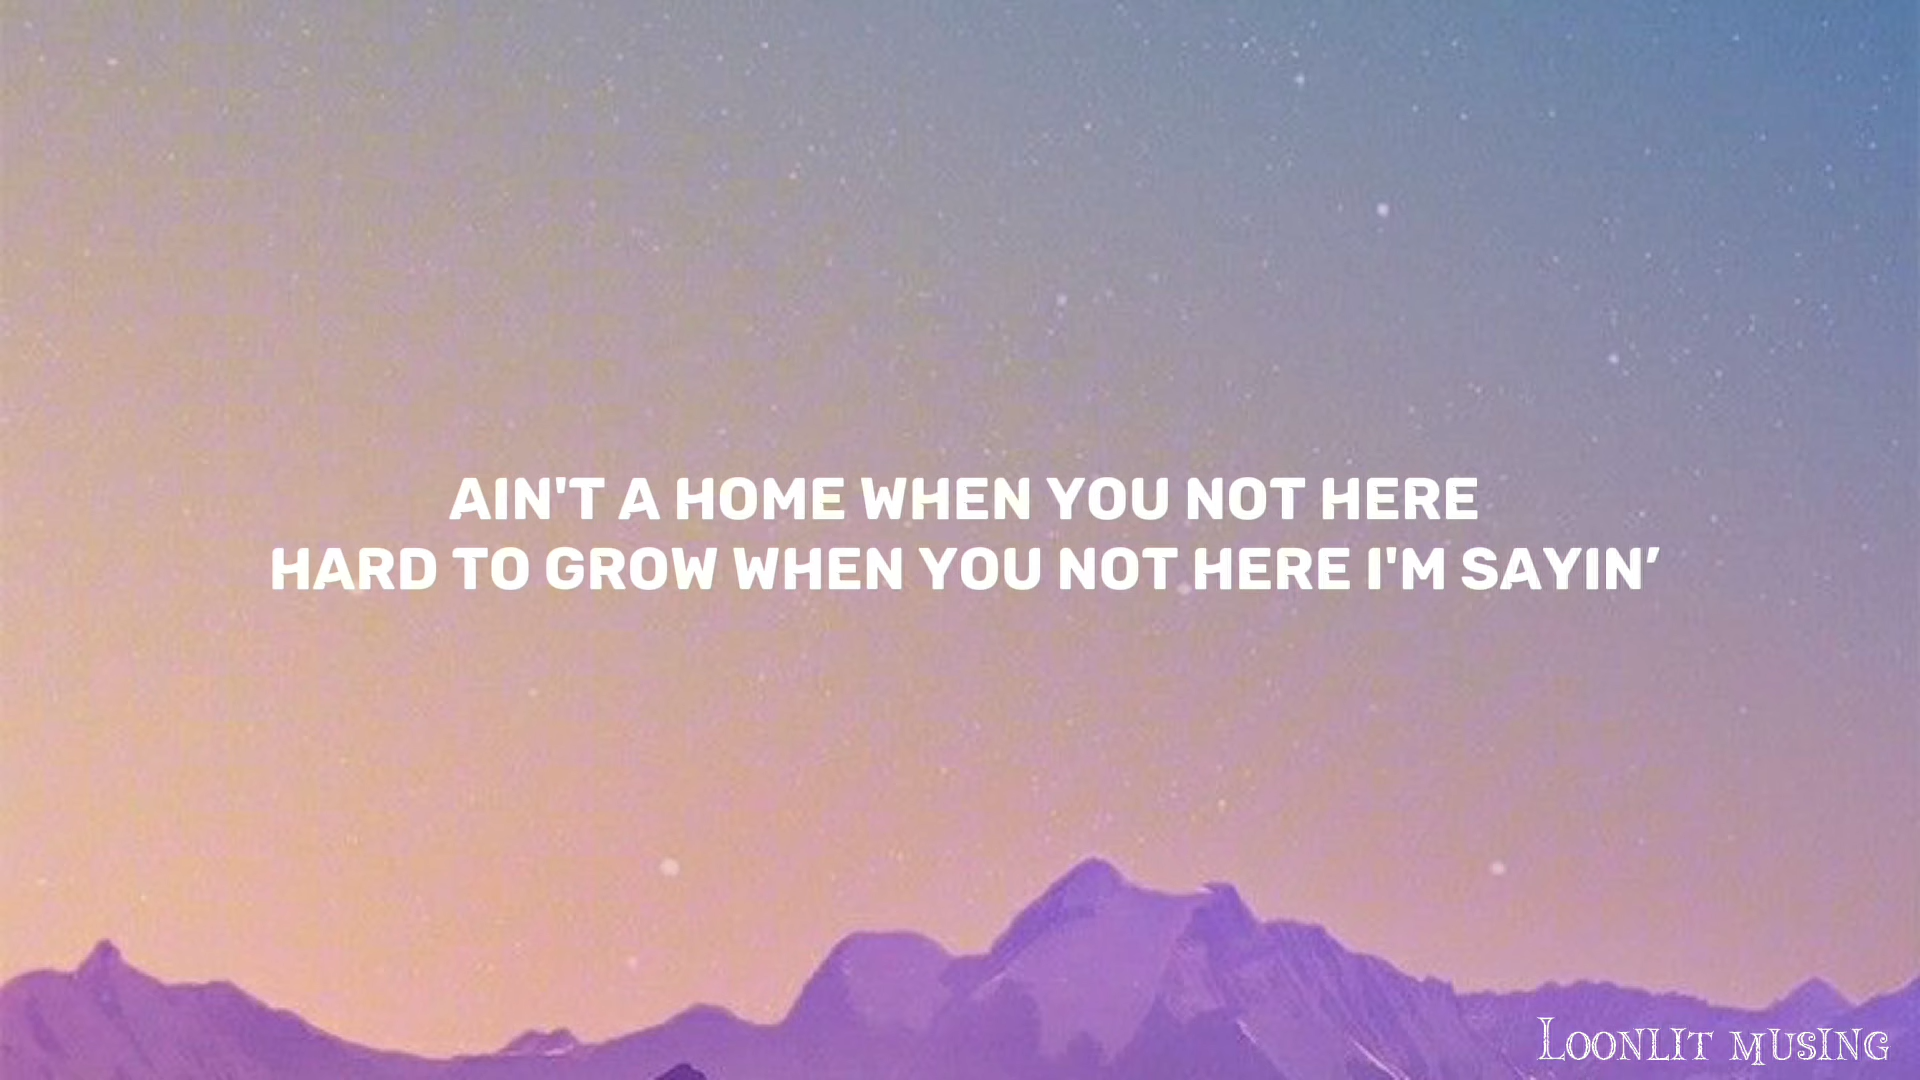 AIN'T A HOME WHEN YOU NOT HERE
HARD TO GROW WHEN YOU NOT HERE I'M SAYIN’
LOONLIT MUSING